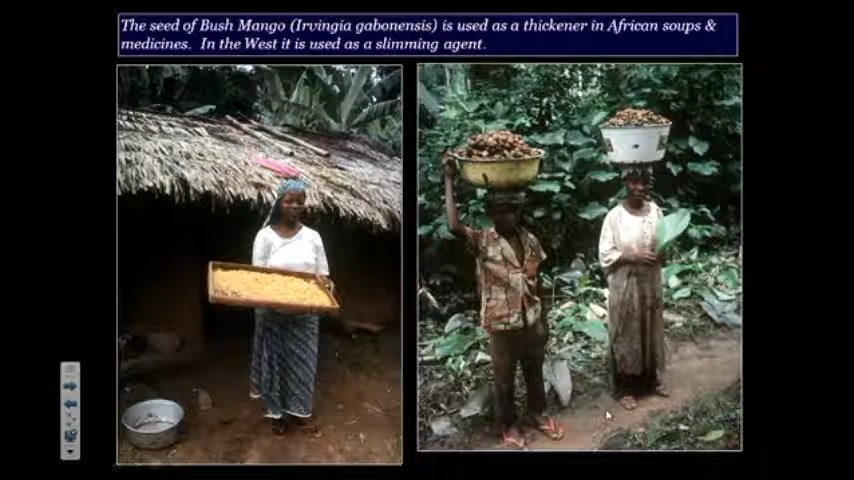 The seed of Bush Mango (Irvingia gabonensis) is used as a thickener in African soups &
medicines. In the West it is used as a slimming agent.